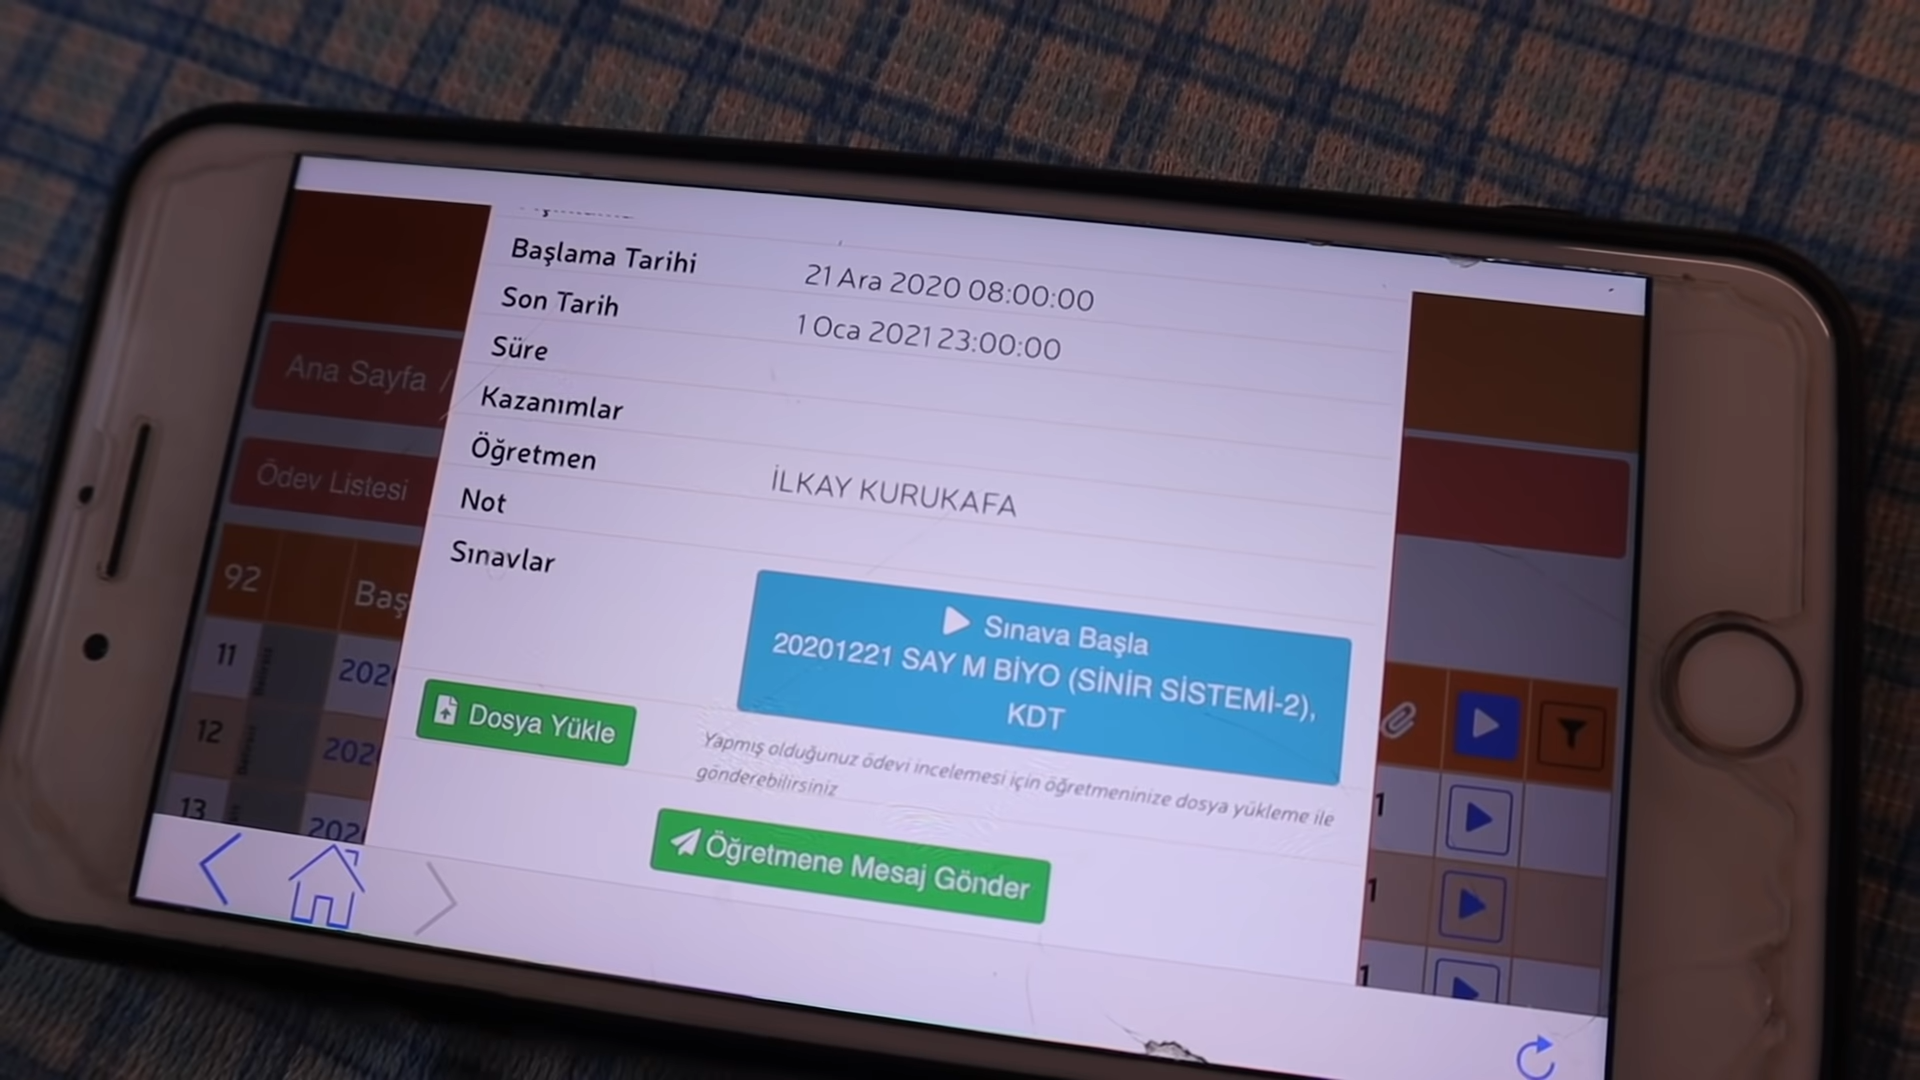 Başlama Tarihi
21 Ara 2020 08:00:00
Son Tarih
1 Oca 2021 23:00:00
Süre
Kazanımlar
Öğretmen
İLKAY KURUKAFA
Not
Sınavlar
Sınava Başla
20201221 SAY M BİYO (SİNİR SİSTEMİ-2),
KDT
Dosya Yükle
Yapmış olduğunuz ödevi incelemesi için öğretmeninize dosya yükleme ile
gönderebilirsiniz
Öğretmene Mesaj Gönder
Ana Sayfa /
Ödev Listesi
92
Baş
11
202
12
202
13
202
1
1
1